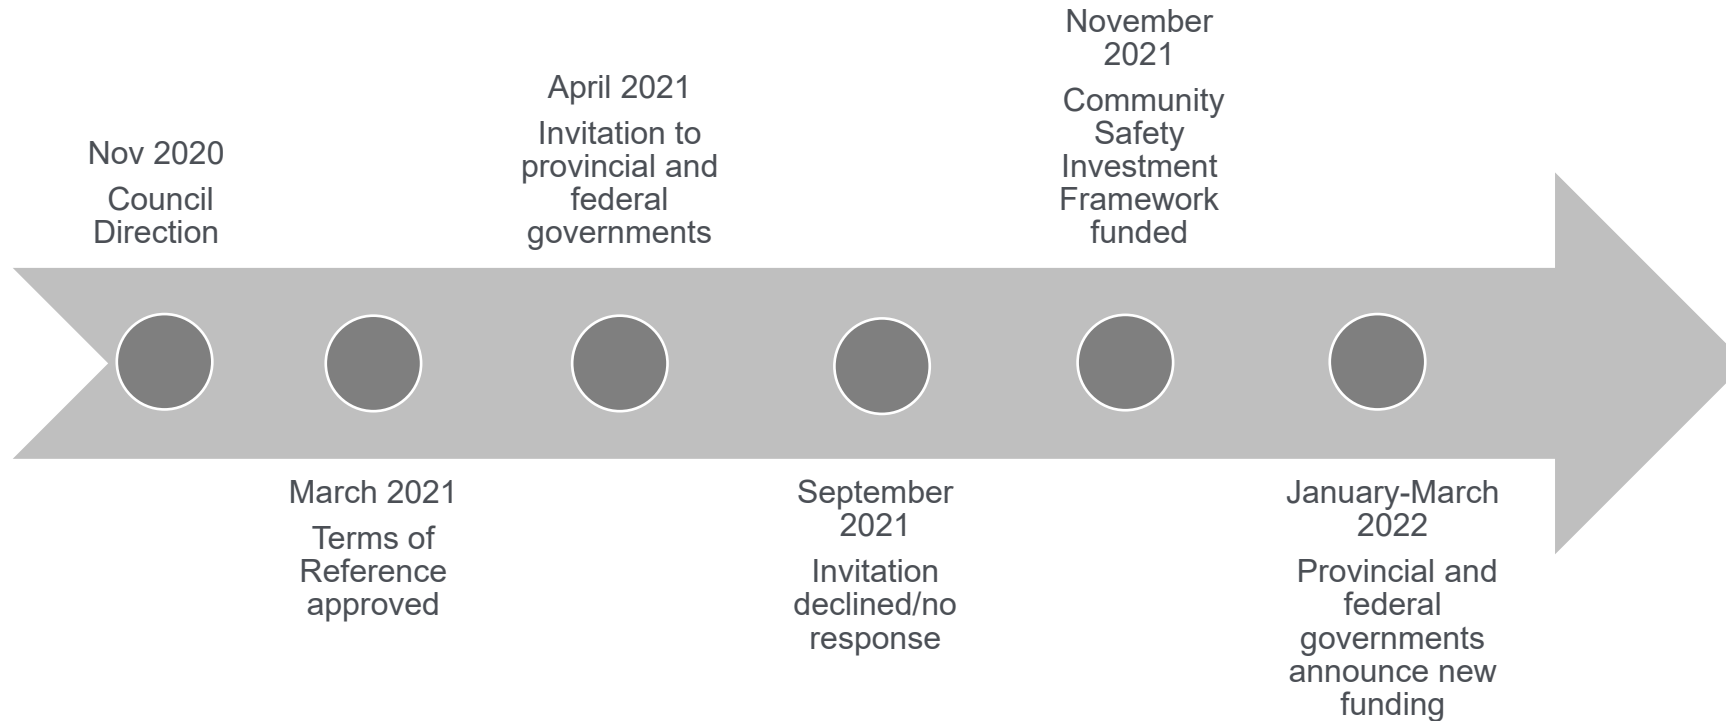 Nov 2020
Council
Direction
March 2021
Terms of
Reference
approved
April 2021
Invitation to
provincial and
federal
governments
September
2021
Invitation
declined/no
response
November
2021
Community
Safety
Investment
Framework
funded
January-March
2022
Provincial and
federal
governments
announce new
funding